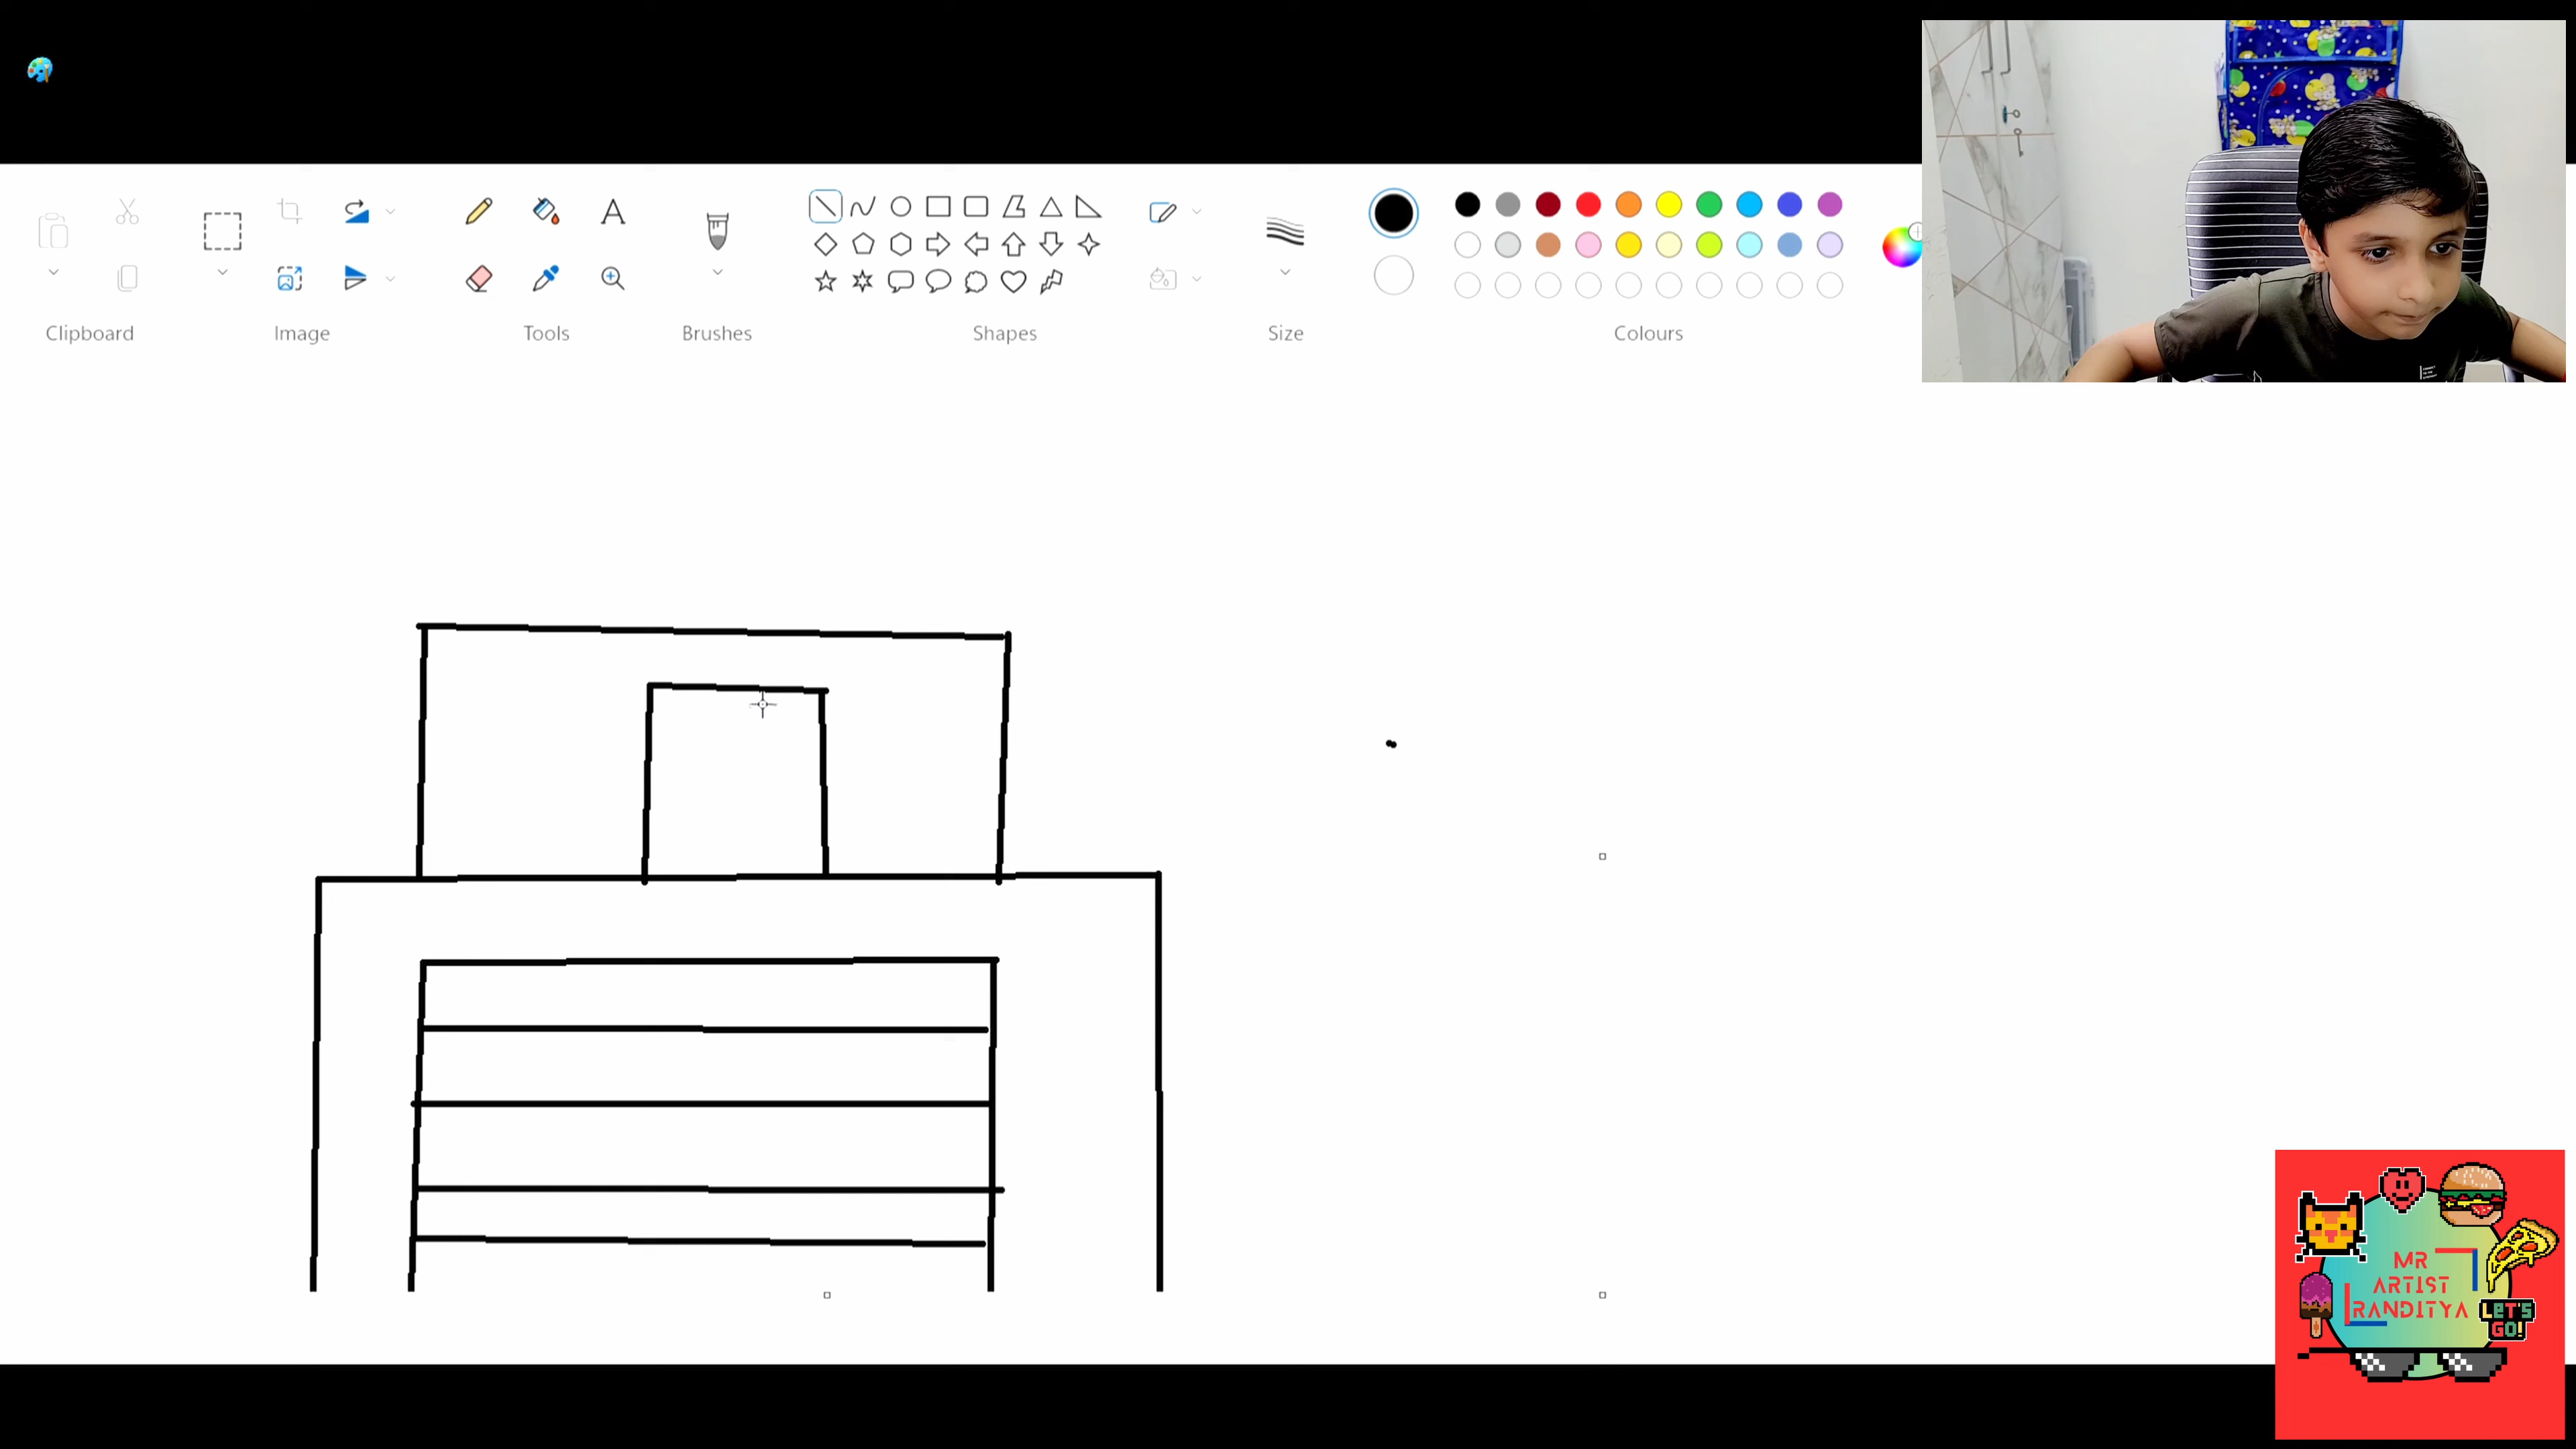 Clipboard
Image
Tools
Brushes
Shapes
Size
Colours
MR
ARTIST
RANDITYA
LET'S
GO!